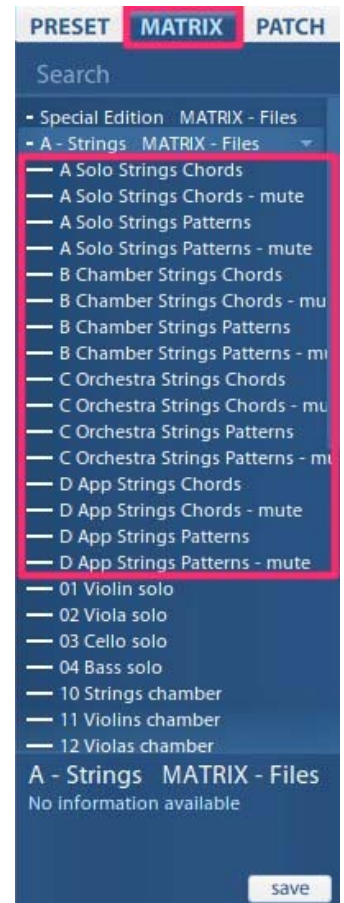 PRESET MATRIX PATCH
Search
- Special Edition MATRIX - Files
- A - Strings MATRIX - Files
A Solo Strings Chords
A Solo Strings Chords - mute
A Solo Strings Patterns
A Solo Strings Patterns - mute
B Chamber Strings Chords
B Chamber Strings Chords - mu
B Chamber Strings Patterns
B Chamber Strings Patterns - mu
C Orchestra Strings Chords
C Orchestra Strings Chords - mu
C Orchestra Strings Patterns
C Orchestra Strings Patterns - mu
D App Strings Chords
D App Strings Chords - mute
D App Strings Patterns
D App Strings Patterns - mute
01 Violin solo
02 Viola solo
03 Cello solo
04 Bass solo
10 Strings chamber
11 Violins chamber
12 Violas chamber
A - Strings MATRIX - Files
No information available
save